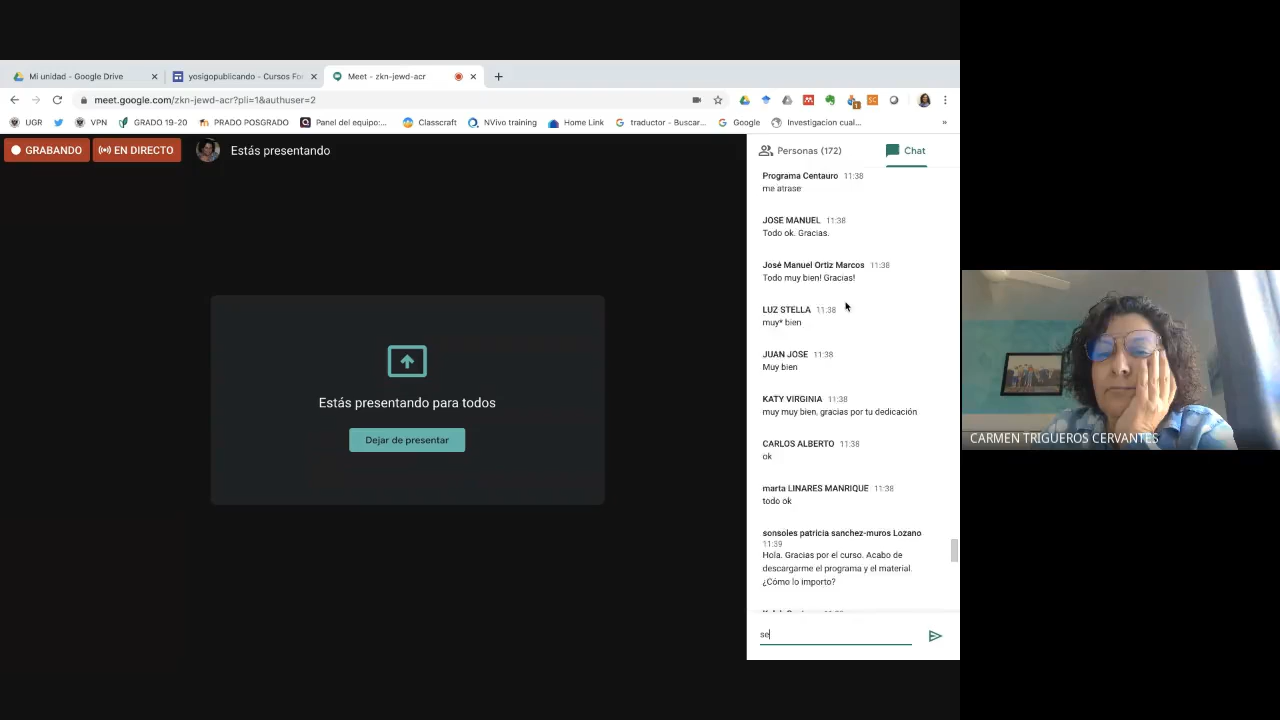 Mi unidad - Google Drive
yosigopublicando - Cursos For
Meet - zkn-jewd-acr
meet.google.com/zkn-jewd-acr?pli=1&authuser=2
UGR
VPN
GRADO 19-20
PRADO POSGRADO
Panel del equipo:...
Classcraft
NVivo training
Home Link
traductor - Buscar...
Google
Investigacion cual...
»
GRABANDO
EN DIRECTO
Estás presentando
Personas (172)
Chat
Programa Centauro 11:38
me atrase
JOSE MANUEL 11:38
Todo ok. Gracias.
José Manuel Ortiz Marcos 11:38
Todo muy bien! Gracias!
LUZ STELLA 11:38
muy* bien
JUAN JOSE 11:38
Muy bien
KATY VIRGINIA 11:38
muy muy bien, gracias por tu dedicación
CARLOS ALBERTO 11:38
ok
marta LINARES MANRIQUE 11:38
todo ok
sonsoles patricia sanchez-muros Lozano
11:39
Hola. Gracias por el curso. Acabo de
descargarme el programa y el material.
¿Cómo lo importo?
se
Estás presentando para todos
Dejar de presentar
CARMEN TRIGUEROS CERVANTES